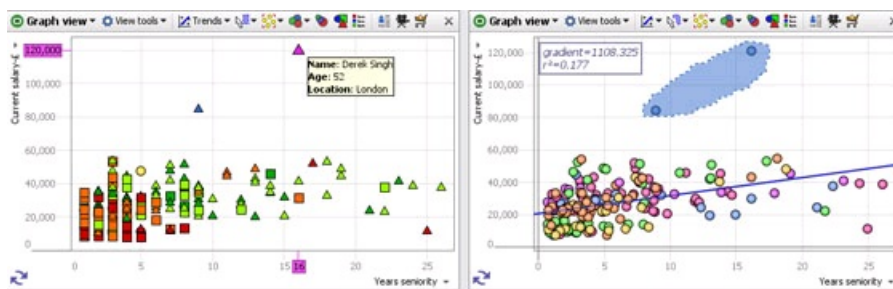 Graph view View tools Trends
120,000
100,000
80,000
60,000
40,000
20,000
0
Current salary-£
Name: Derek Singh
Age: 52
Location: London
5 10 15 16 20 25
Years seniority
Graph view View tools Trends
gradient=1108.325
r²=0.177
120,000
100,000
80,000
60,000
40,000
20,000
0
Current salary-£
0 5 10 15 20 25
Years seniority